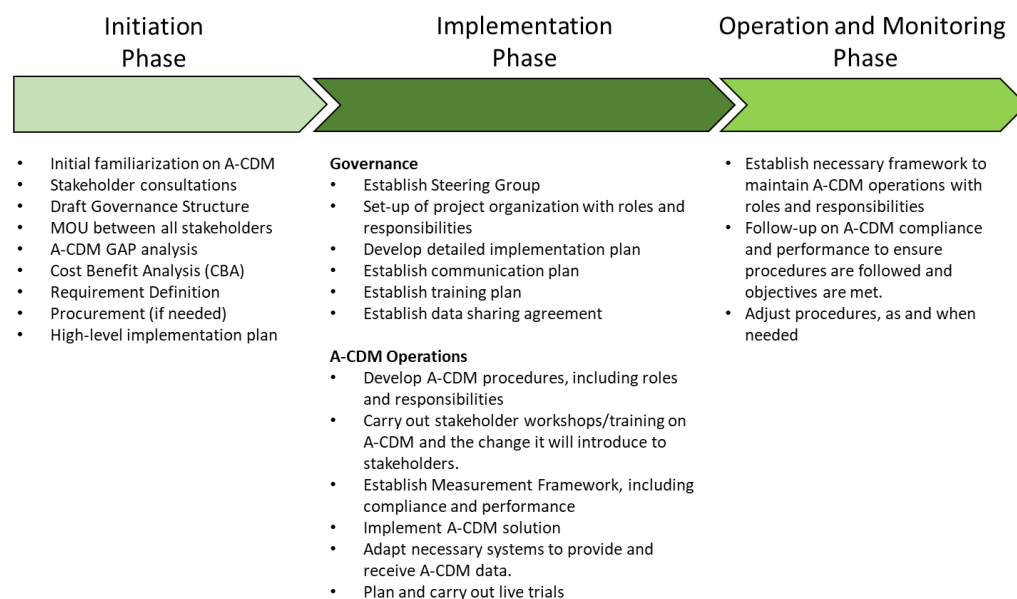 Initiation
Phase
Implementation
Phase
Operation and Monitoring
Phase
• Initial familiarization on A-CDM
• Stakeholder consultations
• Draft Governance Structure
• MOU between all stakeholders
• A-CDM GAP analysis
• Cost Benefit Analysis (CBA)
• Requirement Definition
• Procurement (if needed)
• High-level implementation plan
Governance
• Establish Steering Group
• Set-up of project organization with roles and
responsibilities
• Develop detailed implementation plan
• Establish communication plan
• Establish training plan
• Establish data sharing agreement
A-CDM Operations
• Develop A-CDM procedures, including roles
and responsibilities
• Carry out stakeholder workshops/training on
A-CDM and the change it will introduce to
stakeholders.
• Establish Measurement Framework, including
compliance and performance
• Implement A-CDM solution
• Adapt necessary systems to provide and
receive A-CDM data.
• Plan and carry out live trials
• Establish necessary framework to
maintain A-CDM operations with
roles and responsibilities
• Follow-up on A-CDM compliance
and performance to ensure
procedures are followed and
objectives are met.
• Adjust procedures, as and when
needed